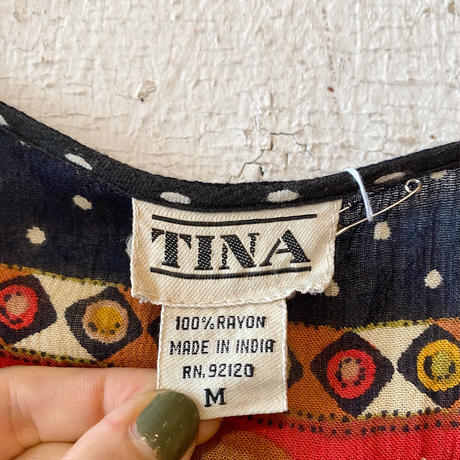 TINA
100% RAYON
MADE IN INDIA
RN. 92120
M